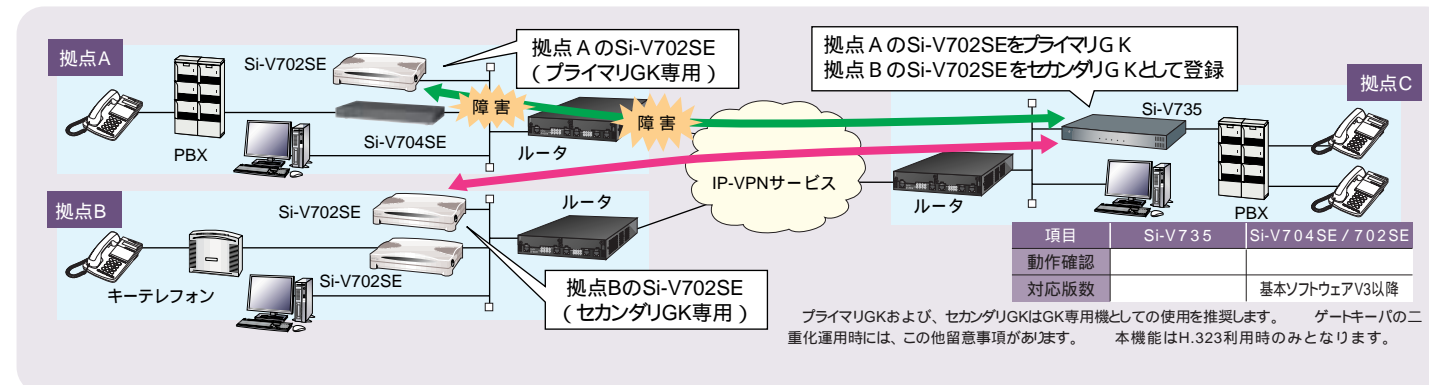 拠点A
Si-V702SE
拠点AのSi-V702SE
(プライマリGK専用)
拠点AのSi-V702SEをプライマリGK
拠点BのSi-V702SEをセカンダリGKとして登録
拠点C
障害
障害
Si-V735
PBX
Si-V704SE
ルータ
IP-VPNサービス
ルータ
PBX
拠点B
Si-V702SE
ルータ
Si-V702SE
キーテレフォン
拠点BのSi-V702SE
(セカンダリGK専用)
項目 Si-V735 Si-V704SE/702SE
動作確認
対応版数 基本ソフトウェアV3以降
プライマリGKおよび、セカンダリGKはGK専用機としての使用を推奨します。 ゲートキーパの二
重化運用時には、この他留意事項があります。 本機能はH.323利用時のみとなります。